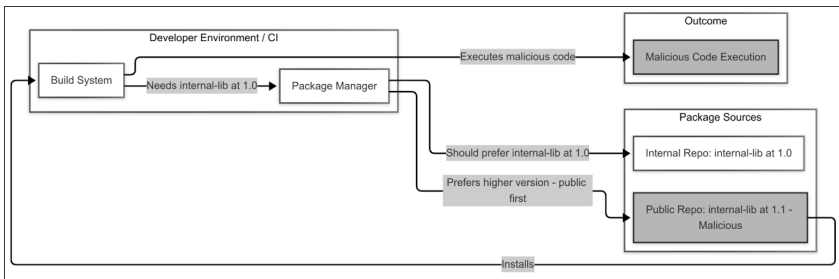 Outcome
Developer Environment / CI
Executes malicious code
Malicious Code Execution
Build System
Needs internal-lib at 1.0
Package Manager
Package Sources
Should prefer internal-lib at 1.0
Internal Repo: internal-lib at 1.0
Prefers higher version - public
first
Public Repo: internal-lib at 1.1 -
Malicious
Installs